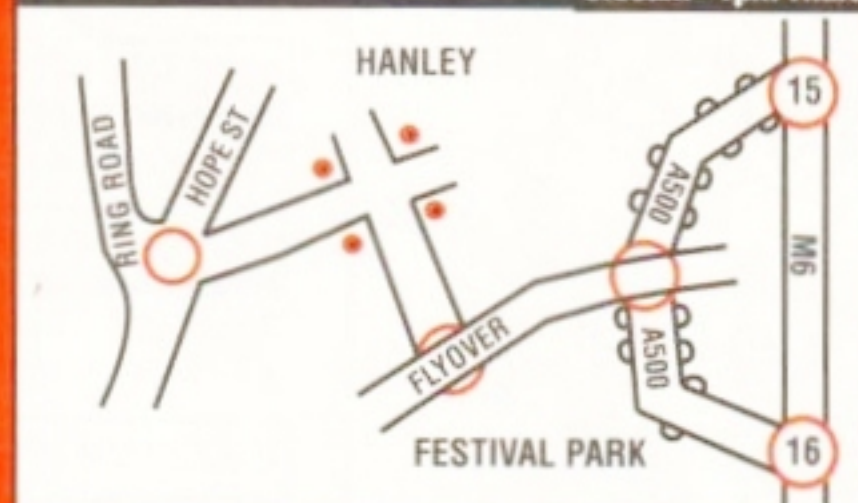 HANLEY
15
RING ROAD
HOPE ST
A500
M6
FLYOVER
A500
FESTIVAL PARK
16